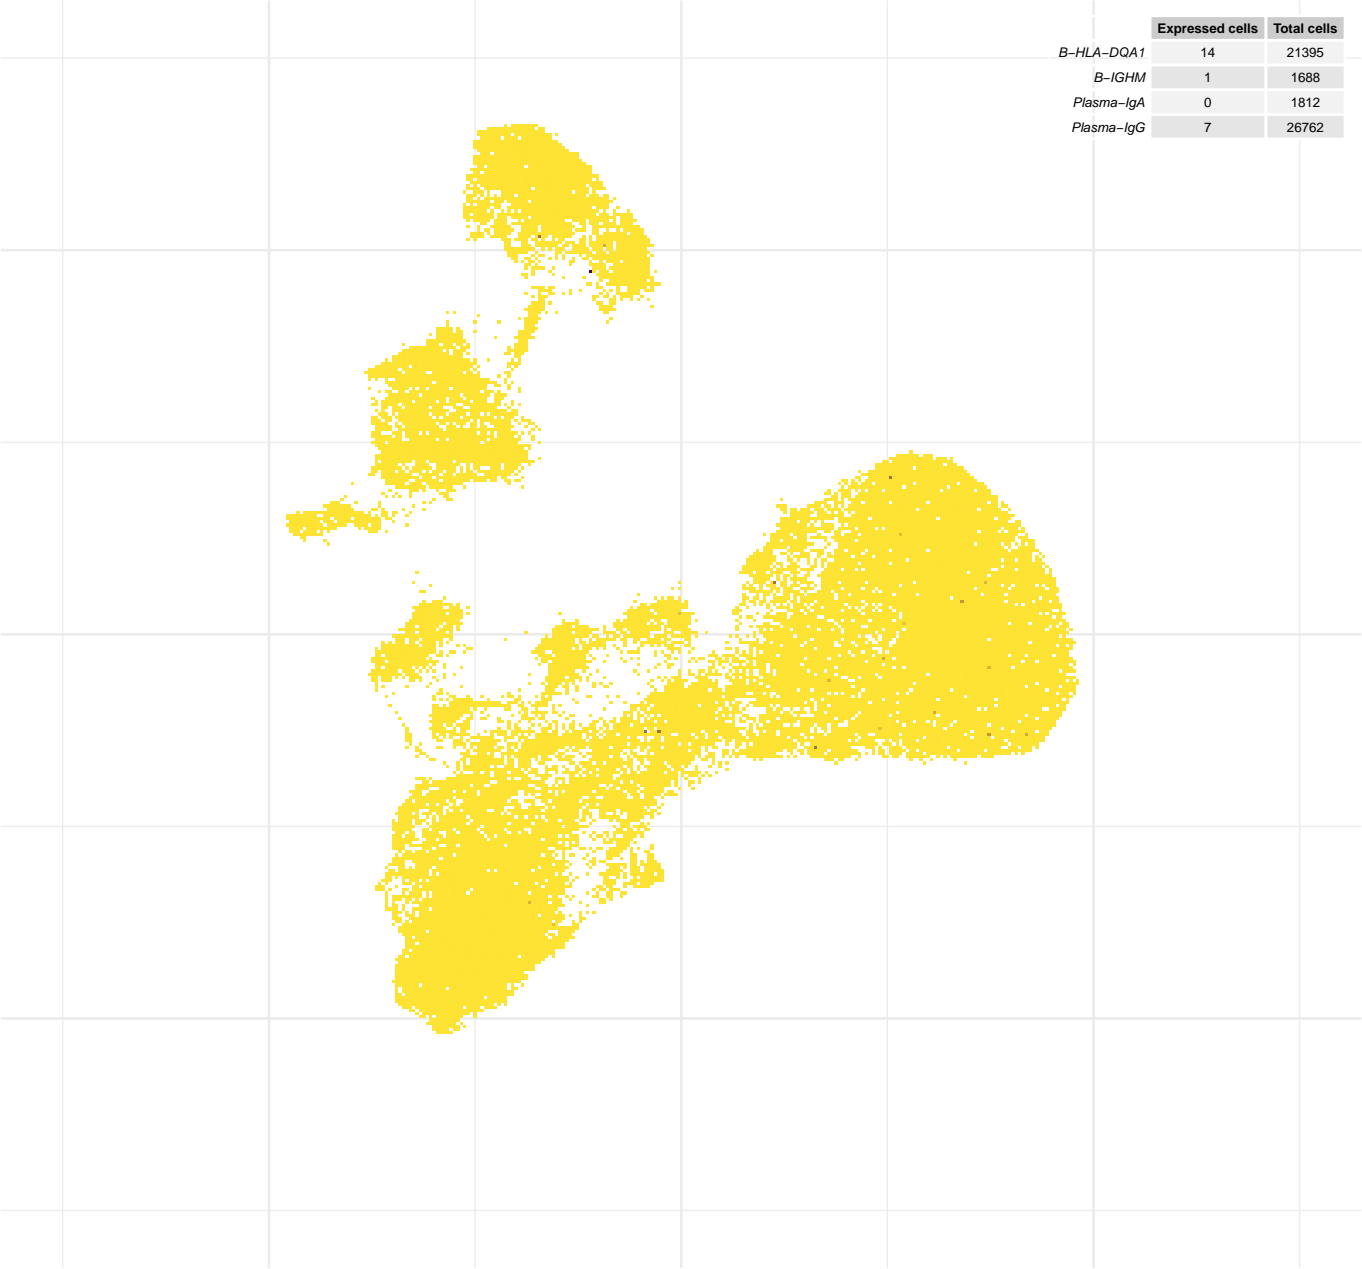 Expressed cells Total cells
B−HLA−DQA1 14 21395
B−IGHM 1 1688
Plasma−IgA 0 1812
Plasma−IgG 7 26762